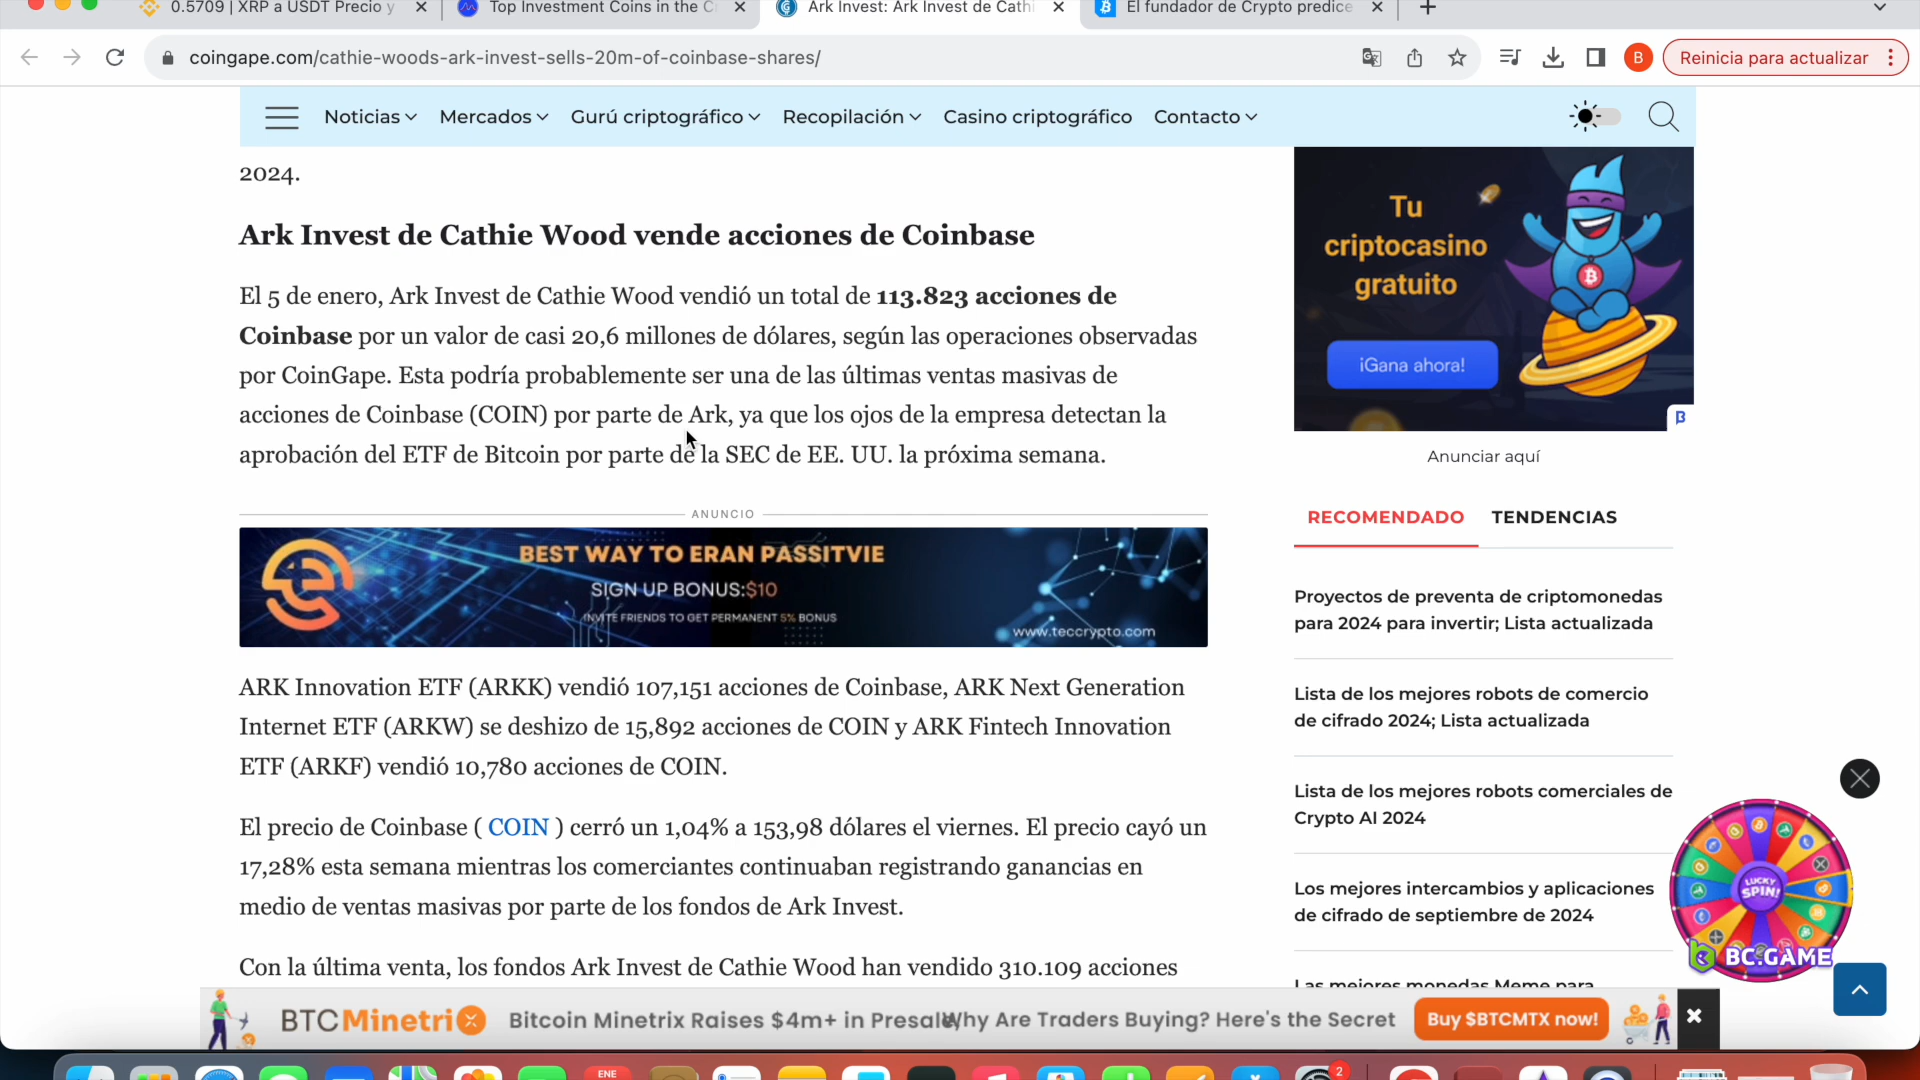 0.5709 | XRP a USDT Precio y
Top Investment Coins in the C
Ark Invest: Ark Invest de Cathi
El fundador de Crypto predice
coingape.com/cathie-woods-ark-invest-sells-20m-of-coinbase-shares/
B
Reinicia para actualizar
Noticias
Mercados
Gurú criptográfico
Recopilación
Casino criptográfico
Contacto
2024.
Ark Invest de Cathie Wood vende acciones de Coinbase
El 5 de enero, Ark Invest de Cathie Wood vendió un total de 113.823 acciones de
Coinbase por un valor de casi 20,6 millones de dólares, según las operaciones observadas
por CoinGape. Esta podría probablemente ser una de las últimas ventas masivas de
acciones de Coinbase (COIN) por parte de Ark, ya que los ojos de la empresa detectan la
aprobación del ETF de Bitcoin por parte de la SEC de EE. UU. la próxima semana.
ANUNCIO
BEST WAY TO ERAN PASSITVIE
SIGN UP BONUS:$10
INVITE FRIENDS TO GET PERMANENT 5% BONUS
www.teccrypto.com
ARK Innovation ETF (ARKK) vendió 107,151 acciones de Coinbase, ARK Next Generation
Internet ETF (ARKW) se deshizo de 15,892 acciones de COIN y ARK Fintech Innovation
ETF (ARKF) vendió 10,780 acciones de COIN.
El precio de Coinbase ( COIN ) cerró un 1,04% a 153,98 dólares el viernes. El precio cayó un
17,28% esta semana mientras los comerciantes continuaban registrando ganancias en
medio de ventas masivas por parte de los fondos de Ark Invest.
Con la última venta, los fondos Ark Invest de Cathie Wood han vendido 310.109 acciones
Tu
criptocasino
gratuito
¡Gana ahora!
Anunciar aquí
RECOMENDADO
TENDENCIAS
Proyectos de preventa de criptomonedas
para 2024 para invertir; Lista actualizada
Lista de los mejores robots de comercio
de cifrado 2024; Lista actualizada
Lista de los mejores robots comerciales de
Crypto AI 2024
Los mejores intercambios y aplicaciones
de cifrado de septiembre de 2024
Las mejores monedas Meme para
LUCKY
SPIN!
BC.GAME
BTCMinetrix
Bitcoin Minetrix Raises $4m+ in Presale,
Why Are Traders Buying? Here's the Secret
Buy $BTCMTX now!
ENE
2